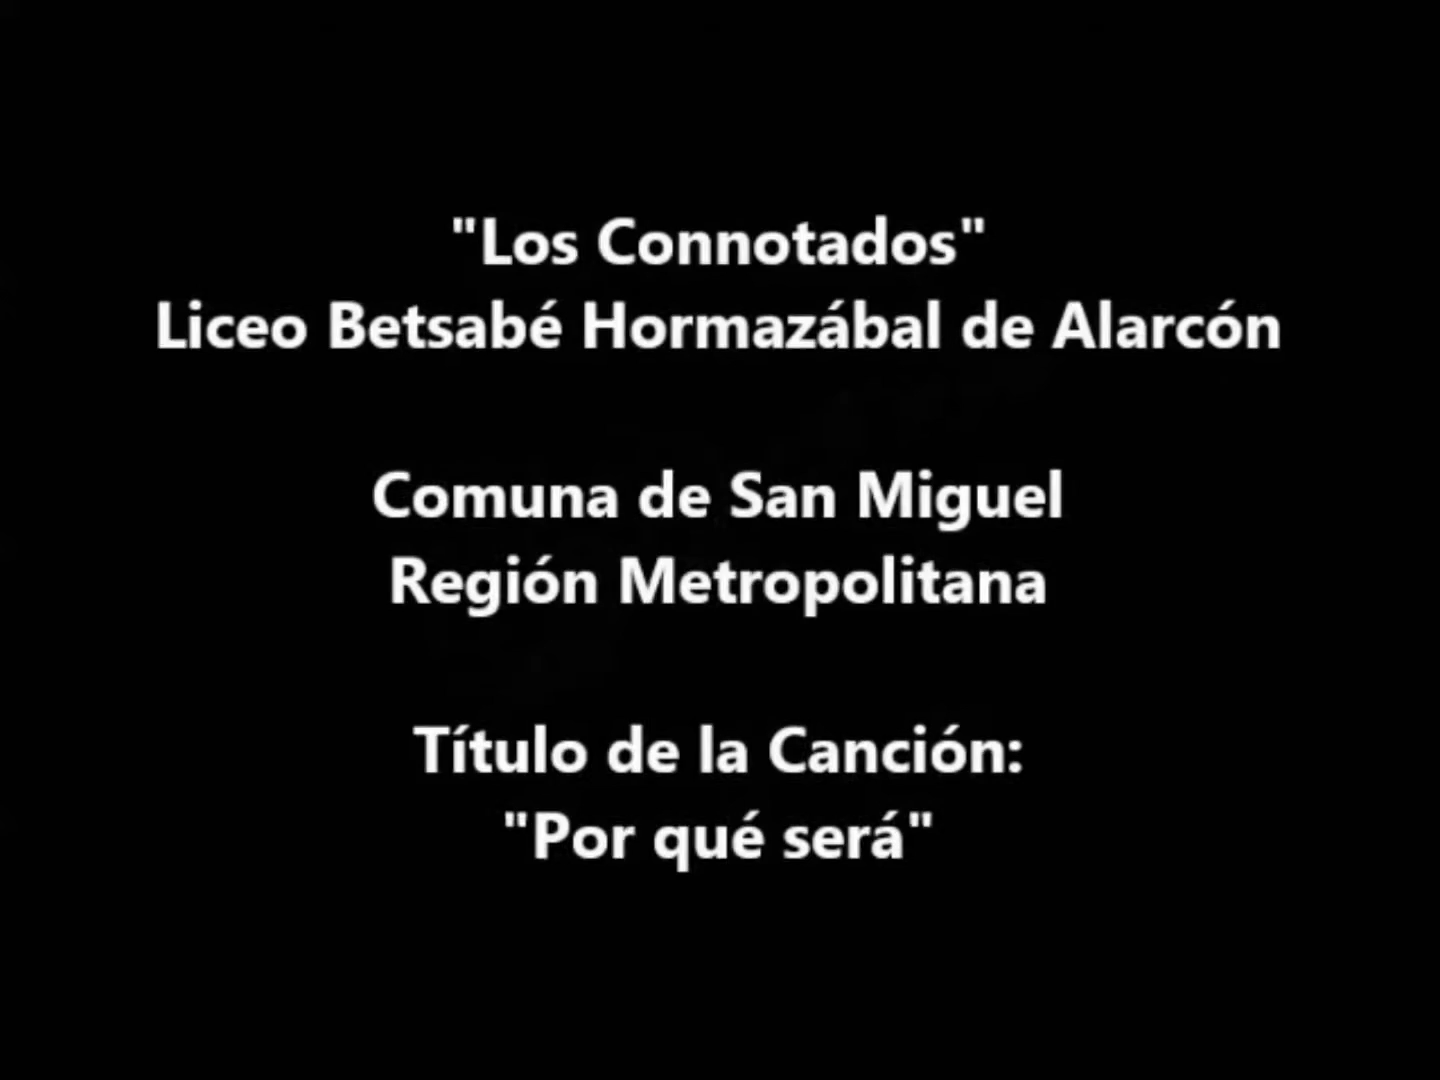 "Los Connotados"
Liceo Betsabé Hormazábal de Alarcón
Comuna de San Miguel
Región Metropolitana
Título de la Canción:
"Por qué será"